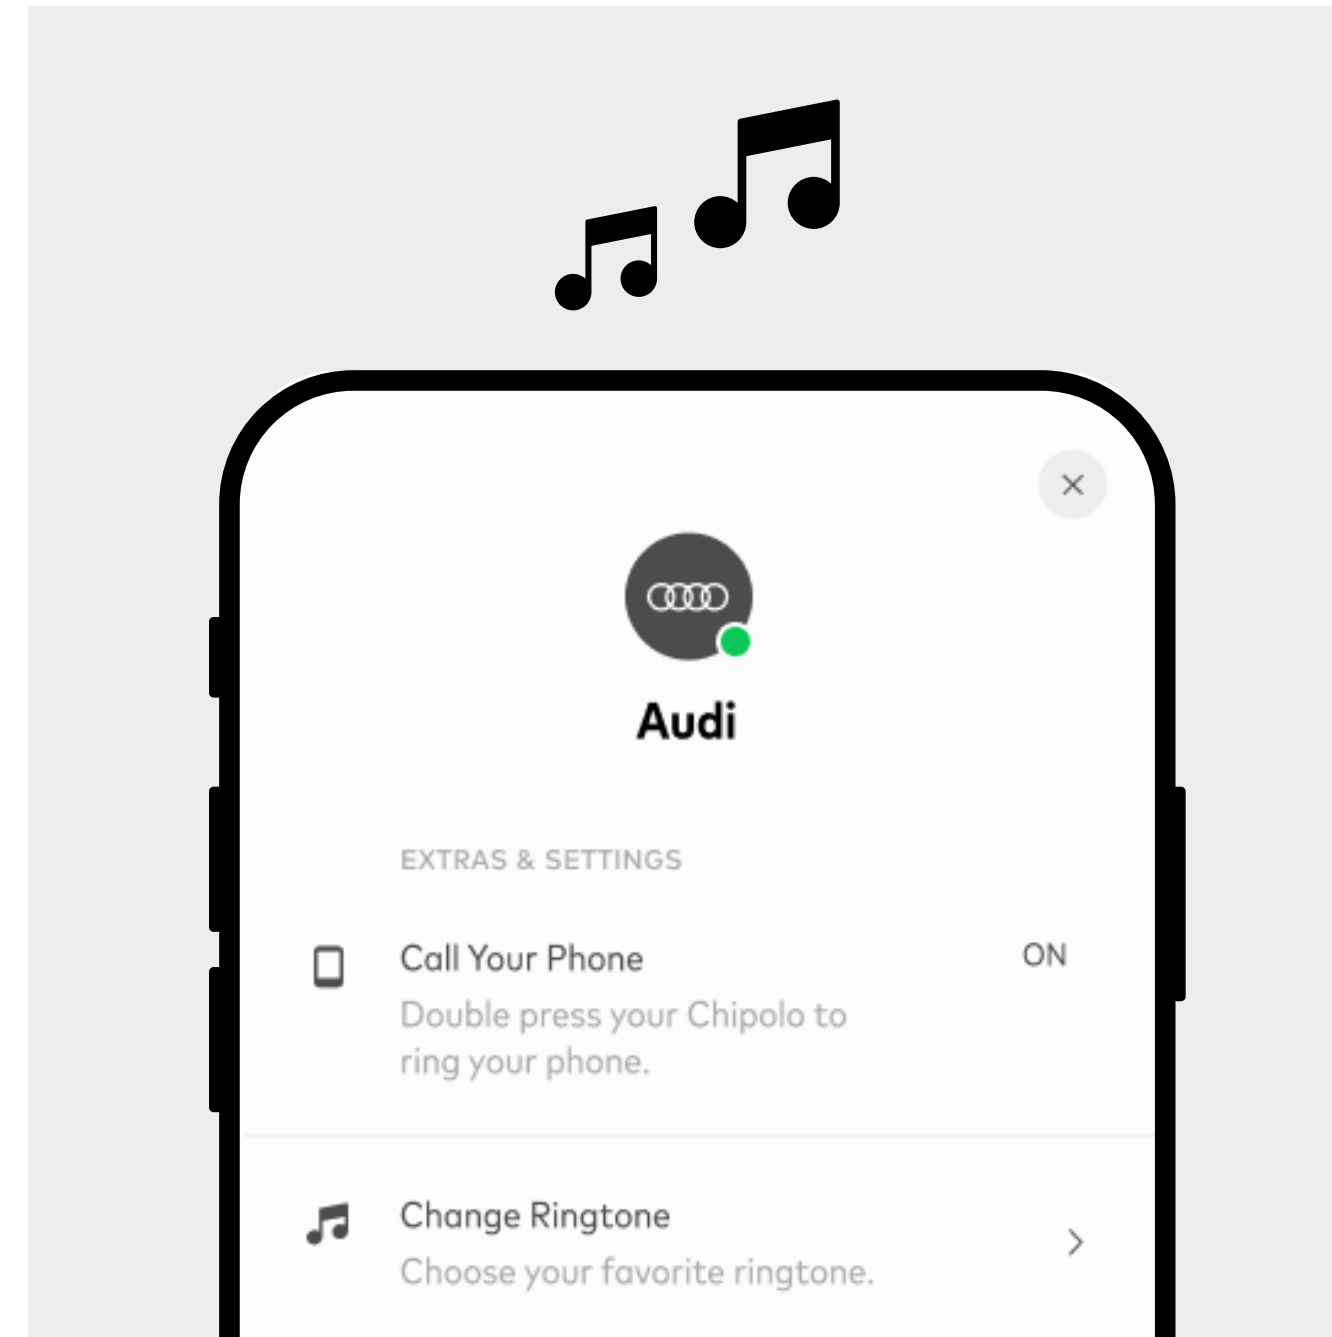 Audi
EXTRAS & SETTINGS
Call Your Phone
ON
Double press your Chipolo to
ring your phone.
Change Ringtone
Choose your favorite ringtone.